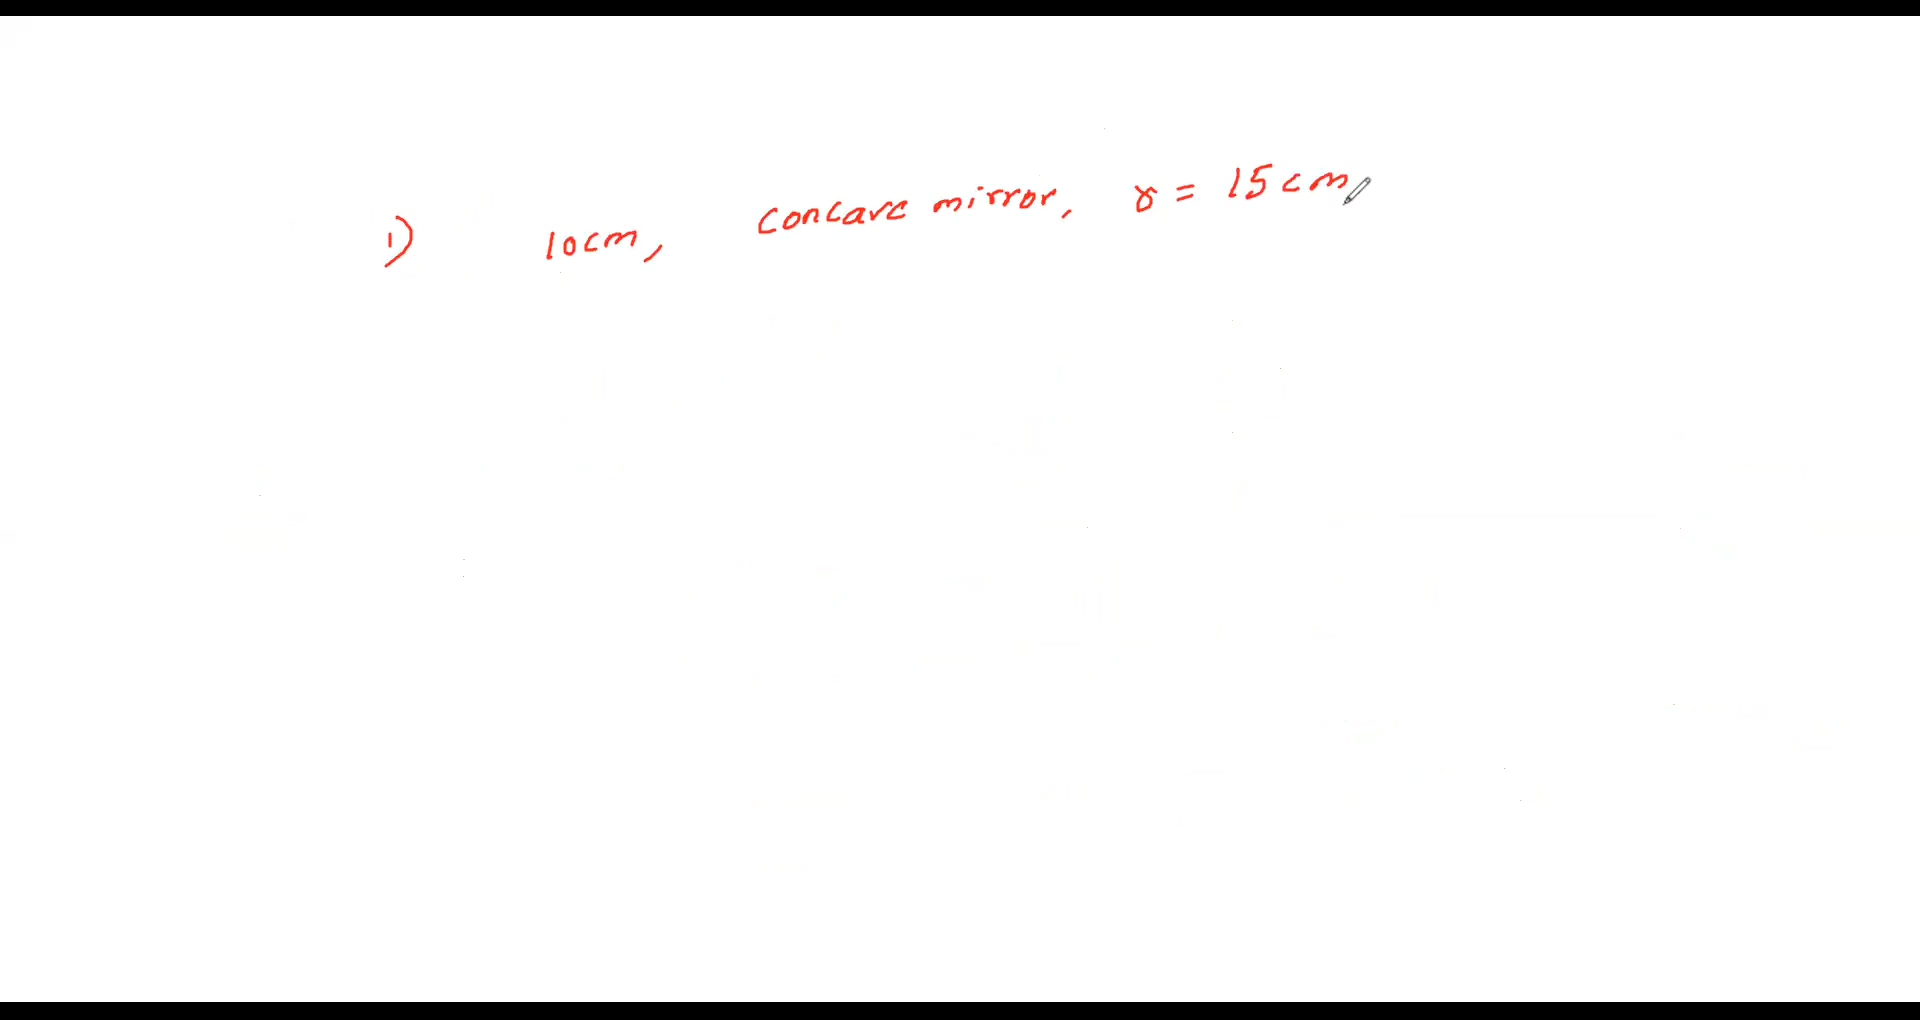 1) 10cm, concave mirror, r = 15cm